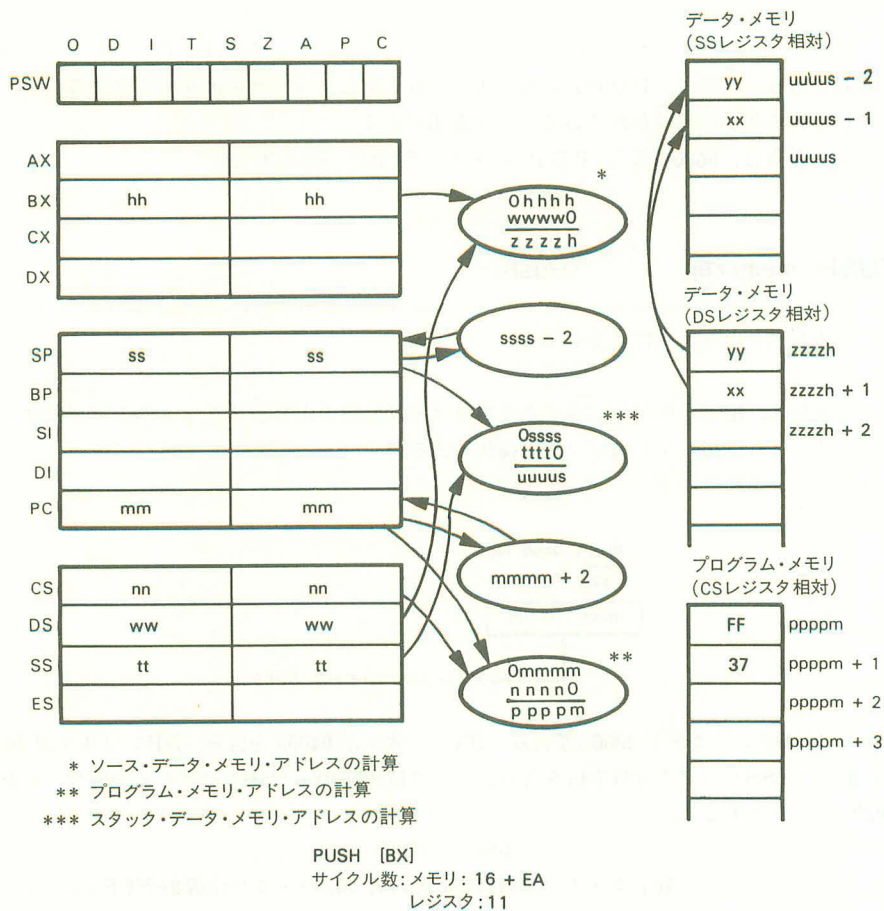 O D I T S Z A P C
PSW
AX
BX hh hh
CX
DX
SP ss ss
BP
SI
DI
PC mm mm
CS nn nn
DS ww ww
SS tt tt
ES
*
0hhhh
wwww0
zzzzh
ssss - 2
***
0ssss
tttt0
uuuus
mmmm + 2
**
0mmmm
nnnn0
ppppm
データ・メモリ
(SSレジスタ相対)
yy uuuus - 2
xx uuuus - 1
uuuus
データ・メモリ
(DSレジスタ相対)
yy zzzzh
xx zzzzh + 1
zzzzh + 2
プログラム・メモリ
(CSレジスタ相対)
FF ppppm
37 ppppm + 1
ppppm + 2
ppppm + 3
* ソース・データ・メモリ・アドレスの計算
** プログラム・メモリ・アドレスの計算
*** スタック・データ・メモリ・アドレスの計算
PUSH [BX]
サイクル数:メモリ: 16 + EA
レジスタ: 11